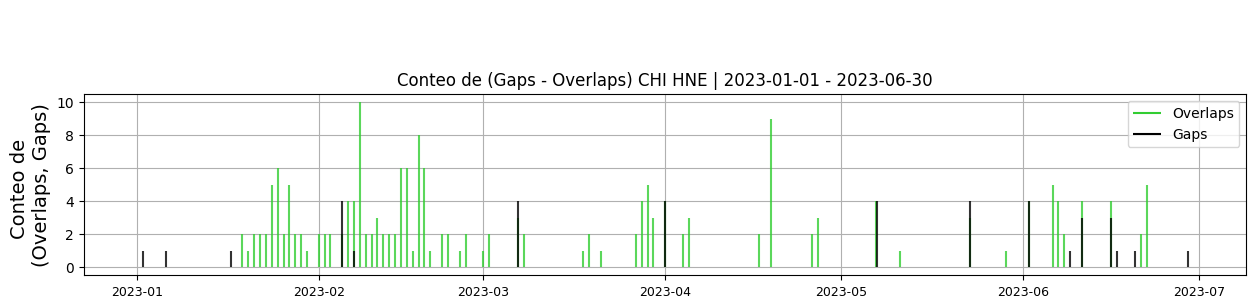 Conteo de (Gaps - Overlaps) CHI HNE | 2023-01-01 - 2023-06-30
Conteo de
(Overlaps, Gaps)
10
8
6
4
2
0
Overlaps
Gaps
2023-01
2023-02
2023-03
2023-04
2023-05
2023-06
2023-07